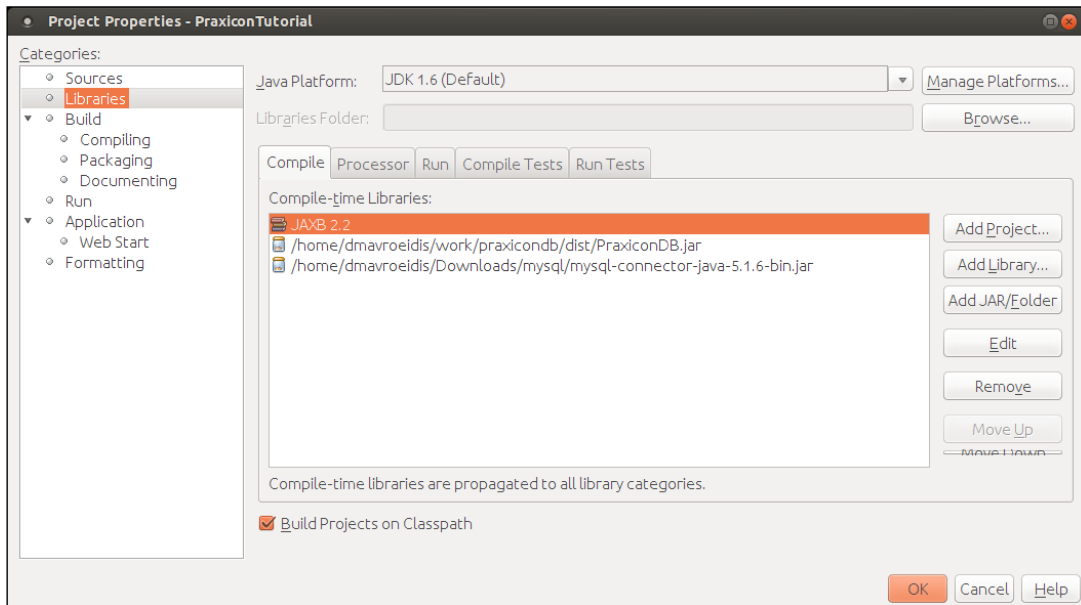 Project Properties - PraxiconTutorial
Categories:
Sources
Libraries
Build
Compiling
Packaging
Documenting
Run
Application
Web Start
Formatting
Java Platform: JDK 1.6 (Default) Manage Platforms...
Libraries Folder: Browse...
Compile Processor Run Compile Tests Run Tests
Compile-time Libraries:
JAXB 2.2
/home/dmavroeidis/work/praxicondb/dist/PraxiconDB.jar
/home/dmavroeidis/Downloads/mysql/mysql-connector-java-5.1.6-bin.jar
Add Project...
Add Library...
Add JAR/Folder
Edit
Remove
Move Up
Move Down
Compile-time libraries are propagated to all library categories.
Build Projects on Classpath
OK Cancel Help